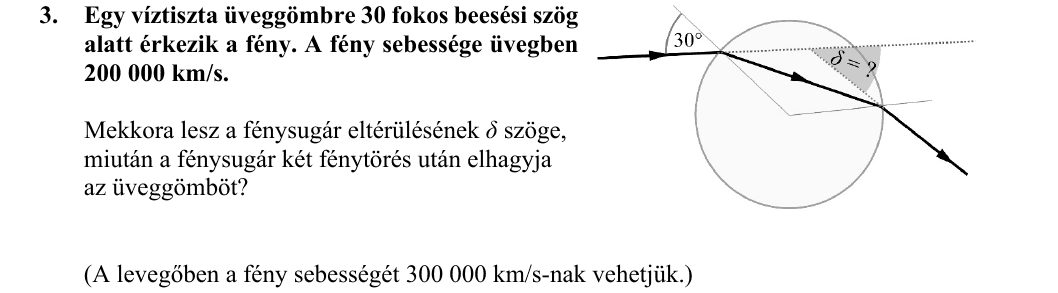 3. Egy víztiszta üveggömbre 30 fokos beesési szög
alatt érkezik a fény. A fény sebessége üvegben
200 000 km/s.
30°
δ = ?
Mekkora lesz a fénysugár eltérülésének δ szöge,
miután a fénysugár két fénytörés után elhagyja
az üveggömböt?
(A levegőben a fény sebességét 300 000 km/s-nak vehetjük.)